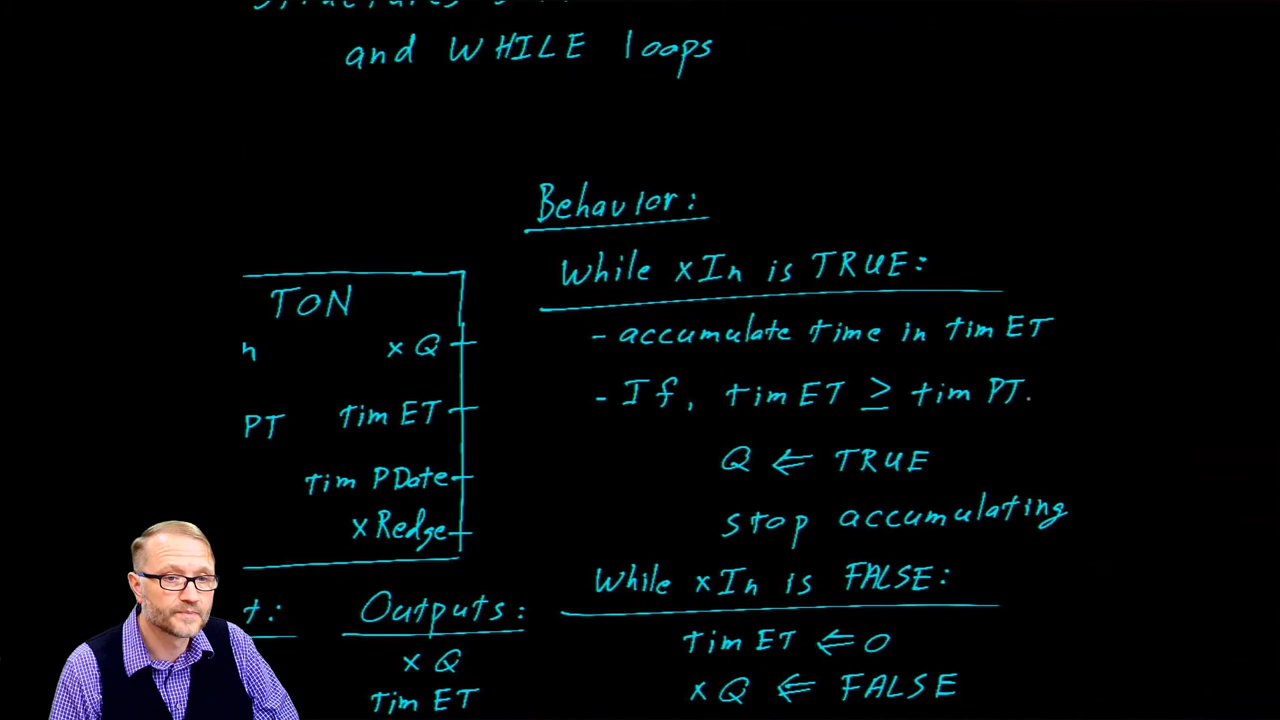 and WHILE loops
Behavior:
While xIn is TRUE:
- accumulate time in timET
- If, timET ≥ timPT.
Q ⇐ TRUE
stop accumulating
While xIn is FALSE:
timET ⇐ 0
xQ ⇐ FALSE
TON
n xQ
PT timET
timPDate
xRedge
t: Outputs:
xQ
timET